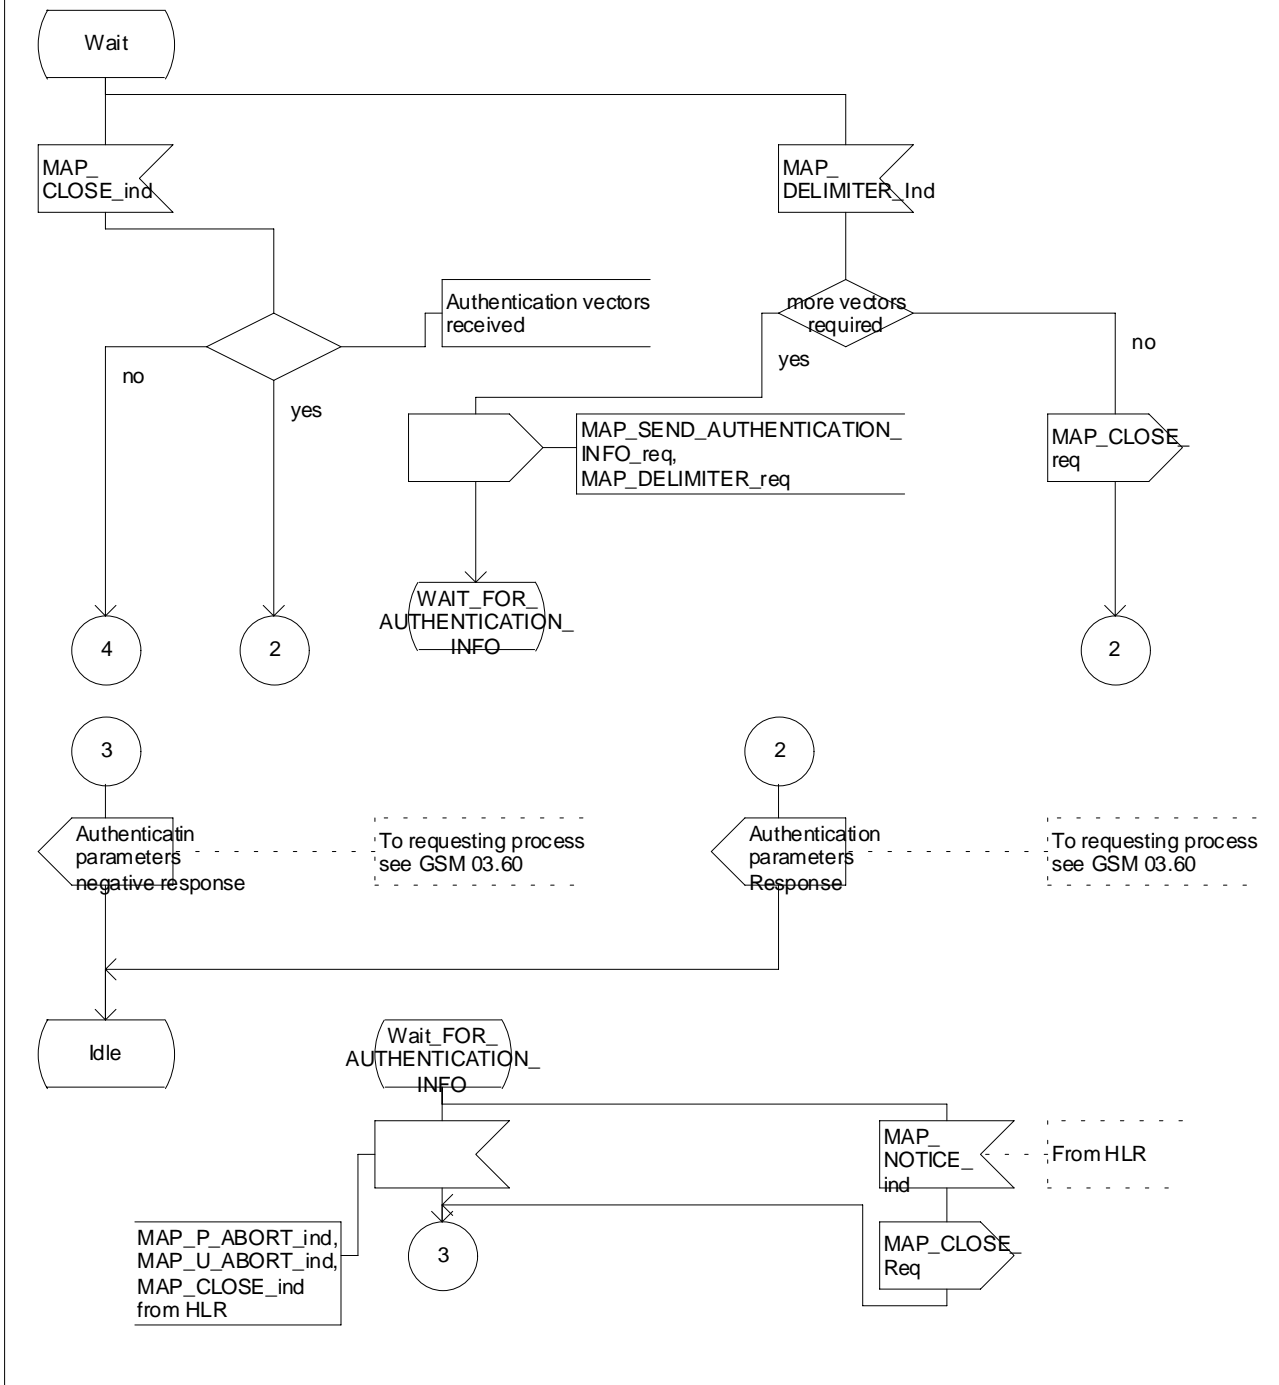 Wait
MAP_
CLOSE_ind
MAP_
DELIMITER_Ind
Authentication vectors
received
more vectors
required
no
yes
yes
no
MAP_SEND_AUTHENTICATION_
INFO_req,
MAP_DELIMITER_req
MAP_CLOSE_
req
WAIT_FOR_
AUTHENTICATION_
INFO
4
2
2
3
2
Authenticatin
parameters
negative response
To requesting process
see GSM 03.60
Authentication
parameters
Response
To requesting process
see GSM 03.60
Idle
Wait_FOR_
AUTHENTICATION_
INFO
MAP_
NOTICE_
ind
From HLR
MAP_P_ABORT_ind,
MAP_U_ABORT_ind,
MAP_CLOSE_ind
from HLR
3
MAP_CLOSE_
Req